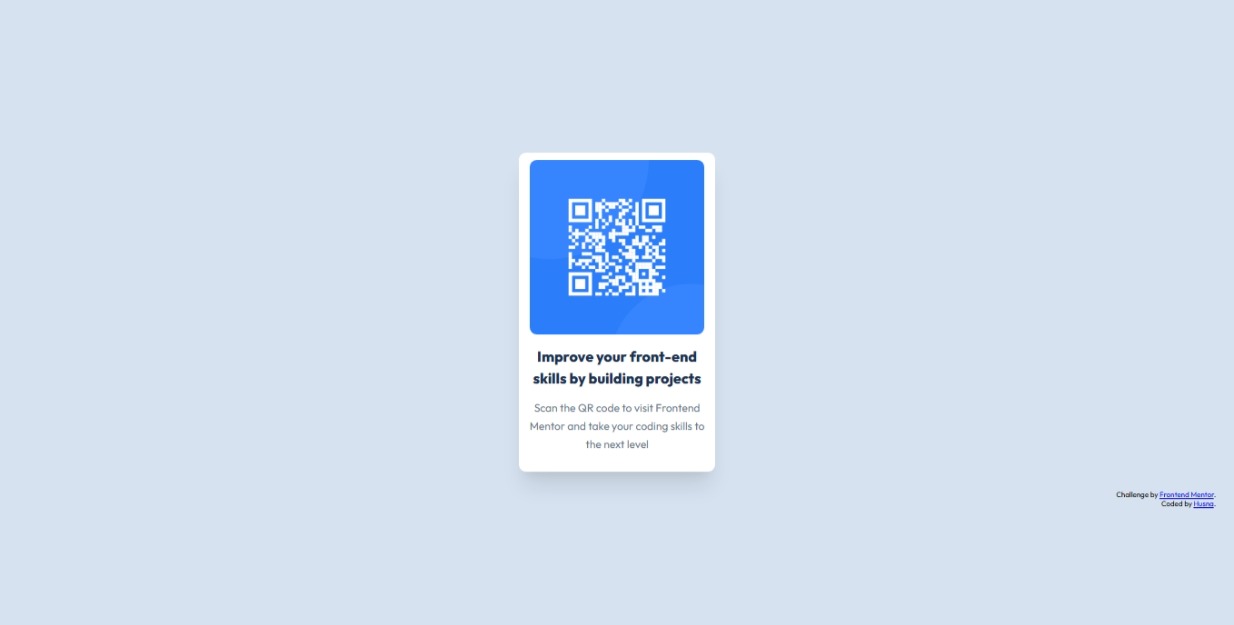 Improve your front-end
skills by building projects
Scan the QR code to visit Frontend
Mentor and take your coding skills to
the next level
Challenge by Frontend Mentor.
Coded by Husna.